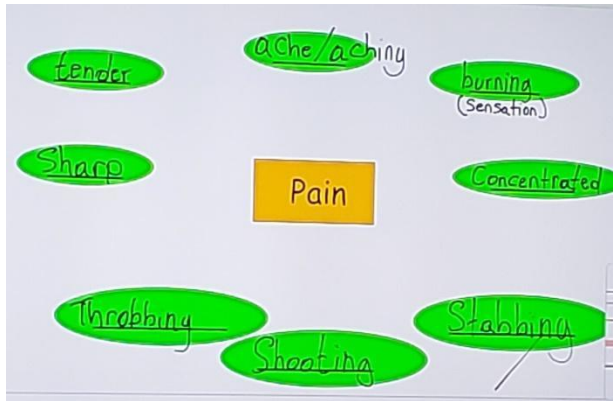 ache/aching
tender
burning
(Sensation)
Sharp
Pain
Concentrated
Throbbing
Stabbing
Shooting